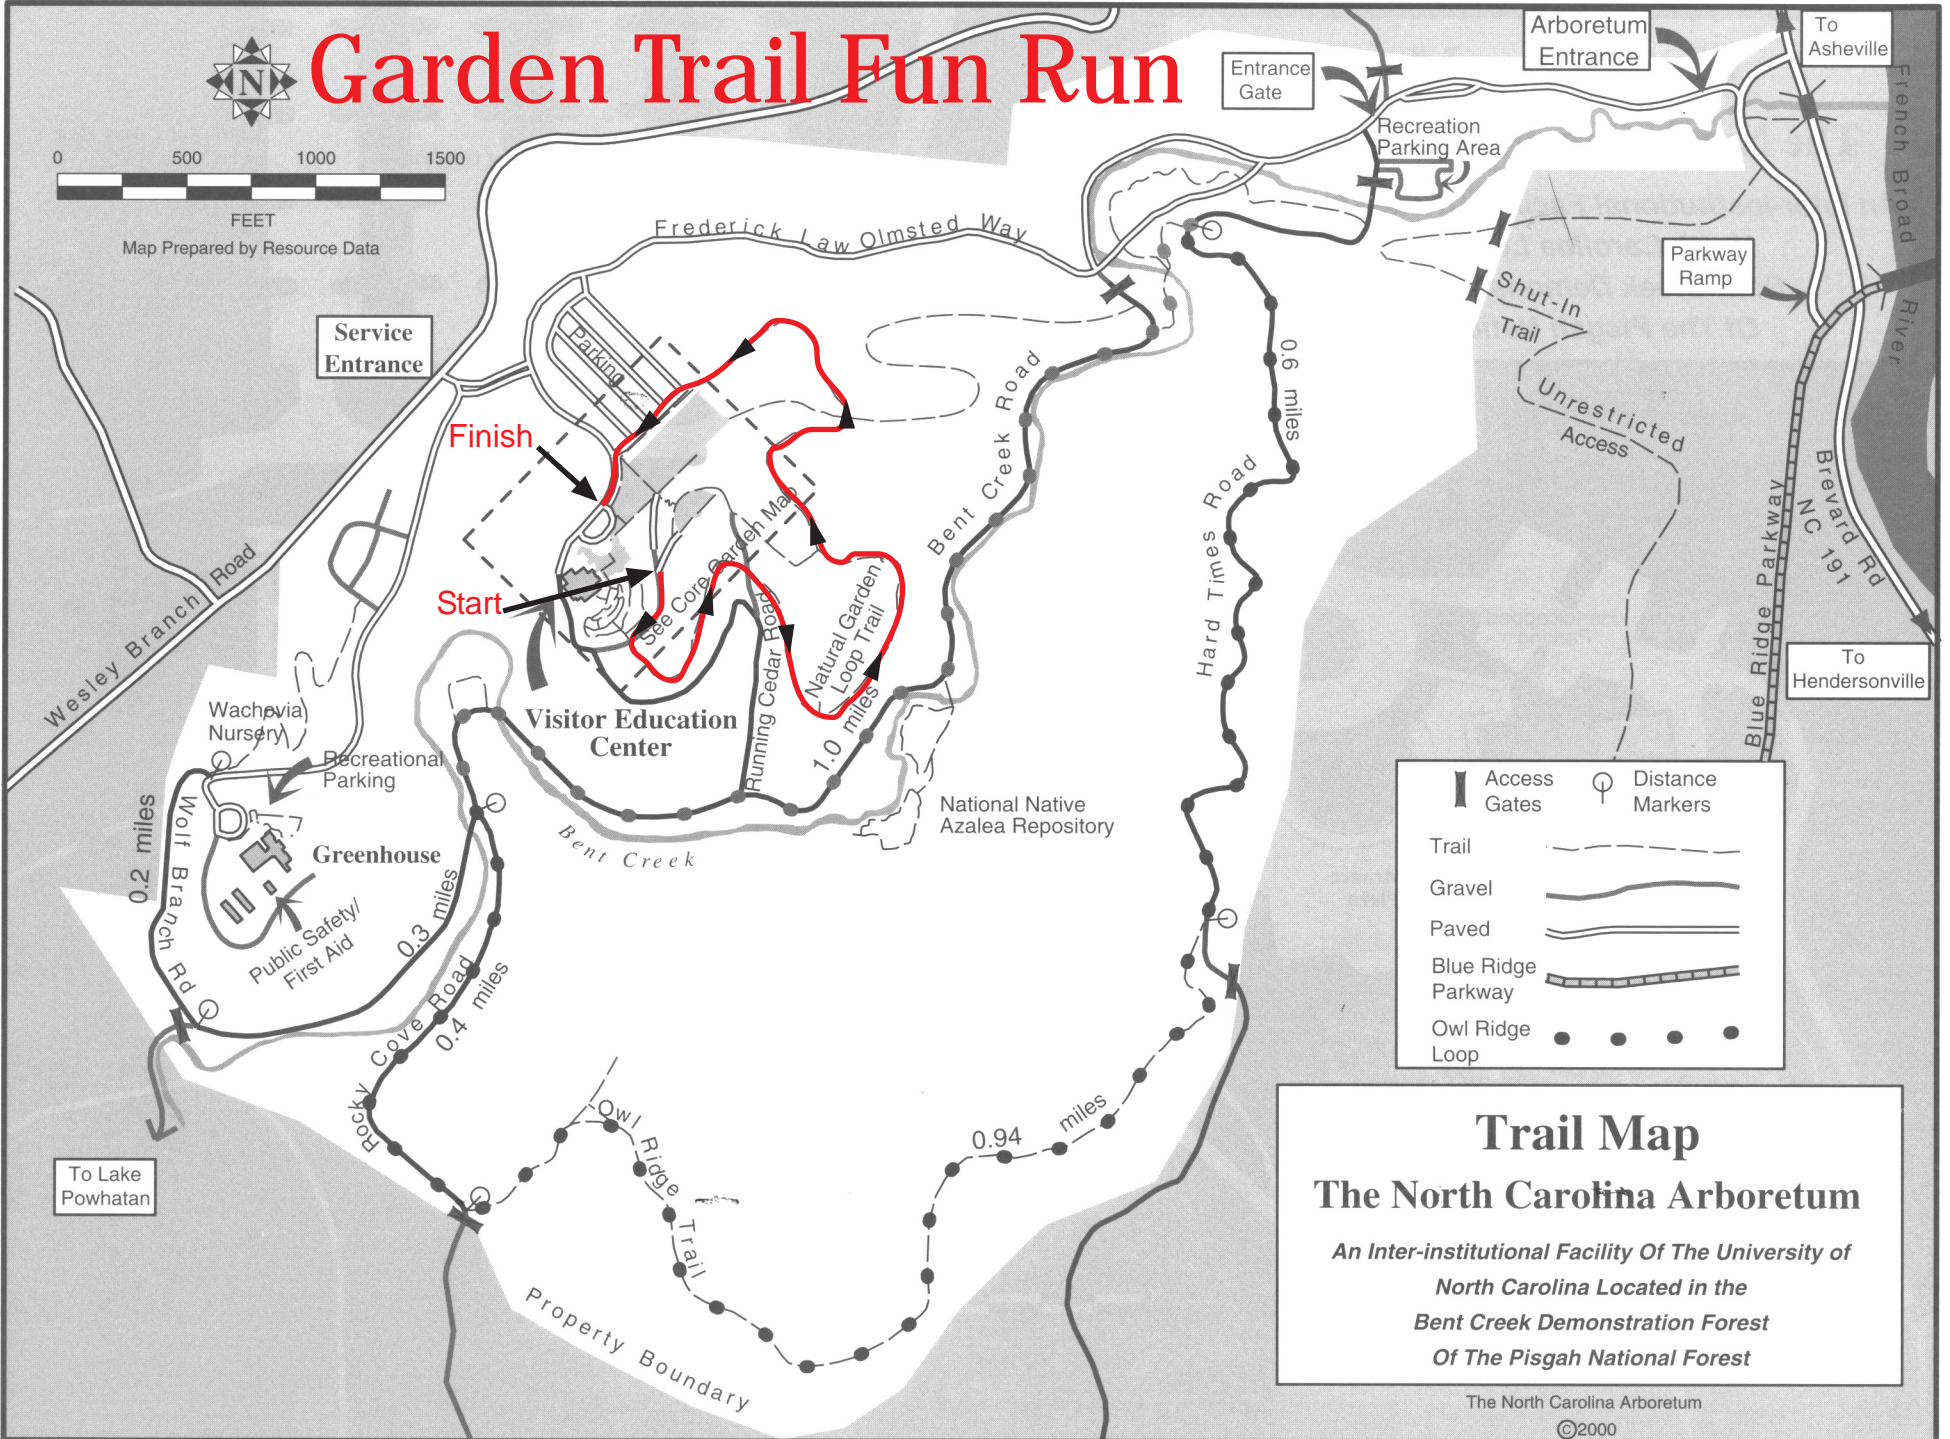 Garden Trail Fun Run
N
0 500 1000 1500
FEET
Map Prepared by Resource Data
Arboretum
Entrance
To
Asheville
Entrance
Gate
Recreation
Parking Area
French Broad
River
Frederick Law Olmsted Way
Parkway
Ramp
Shut-In
Trail
Unrestricted
Access
Service
Entrance
Parking
Finish
Start
See Core Garden Map
Bent Creek Road
0.6 miles
Hard Times Road
Blue Ridge Parkway
Brevard Rd
NC 191
To
Hendersonville
Wesley Branch Road
Natural Garden
Loop Trail
Running Cedar Road
1.0 miles
Visitor Education
Center
Wachovia
Nursery
Recreational
Parking
National Native
Azalea Repository
Bent Creek
0.2 miles
Wolf Branch Rd
Greenhouse
Public Safety/
First Aid
0.3 miles
Rocky Cove Road
0.4 miles
To Lake
Powhatan
Owl Ridge Trail
0.94 miles
Property Boundary
Access
Gates
Distance
Markers
Trail
Gravel
Paved
Blue Ridge
Parkway
Owl Ridge
Loop
Trail Map
The North Carolina Arboretum
An Inter-institutional Facility Of The University of
North Carolina Located in the
Bent Creek Demonstration Forest
Of The Pisgah National Forest
The North Carolina Arboretum
©2000